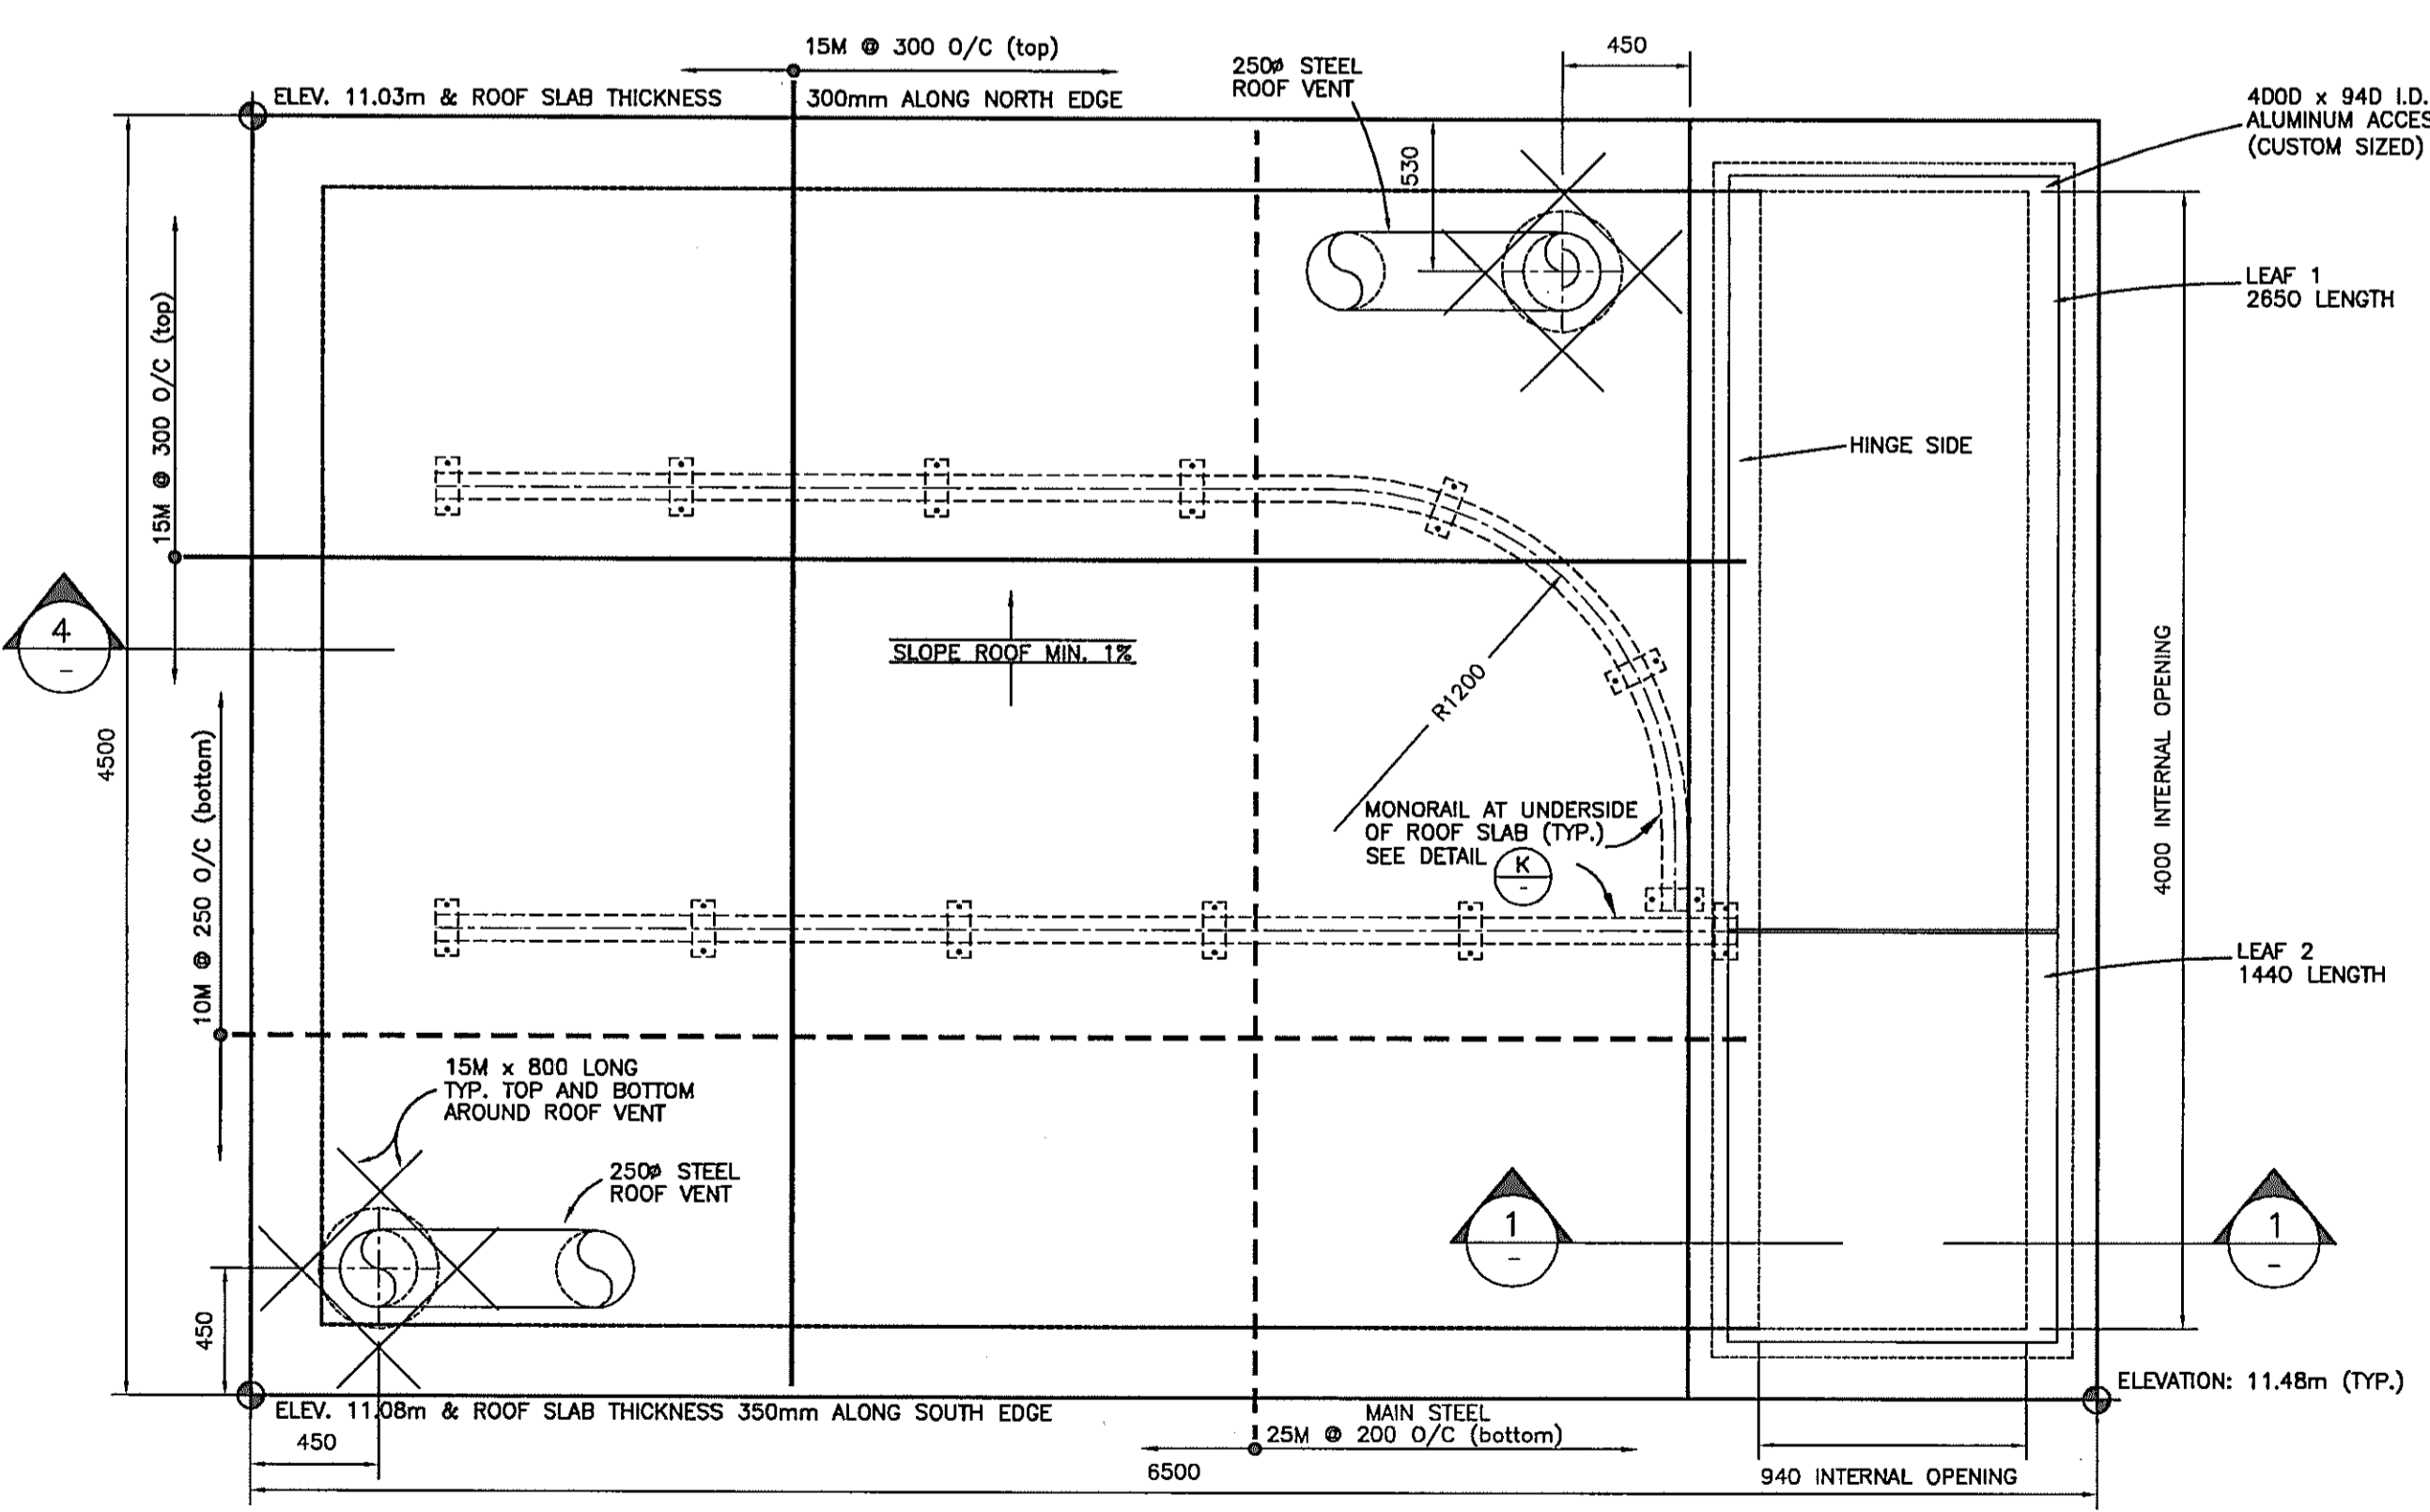 15M @ 300 O/C (top)
450
250ø STEEL
ROOF VENT
ELEV. 11.03m & ROOF SLAB THICKNESS 300mm ALONG NORTH EDGE
4D0D x 94D I.D.
ALUMINUM ACCES
(CUSTOM SIZED)
530
LEAF 1
2650 LENGTH
15M @ 300 O/C (top)
HINGE SIDE
4
-
SLOPE ROOF MIN. 1%
R1200
4000 INTERNAL OPENING
4500
10M @ 250 O/C (bottom)
MONORAIL AT UNDERSIDE
OF ROOF SLAB (TYP.)
SEE DETAIL K
-
LEAF 2
1440 LENGTH
15M x 800 LONG
TYP. TOP AND BOTTOM
AROUND ROOF VENT
250ø STEEL
ROOF VENT
1
-
1
-
450
ELEVATION: 11.48m (TYP.)
ELEV. 11.08m & ROOF SLAB THICKNESS 350mm ALONG SOUTH EDGE
MAIN STEEL
25M @ 200 O/C (bottom)
450
6500
940 INTERNAL OPENING